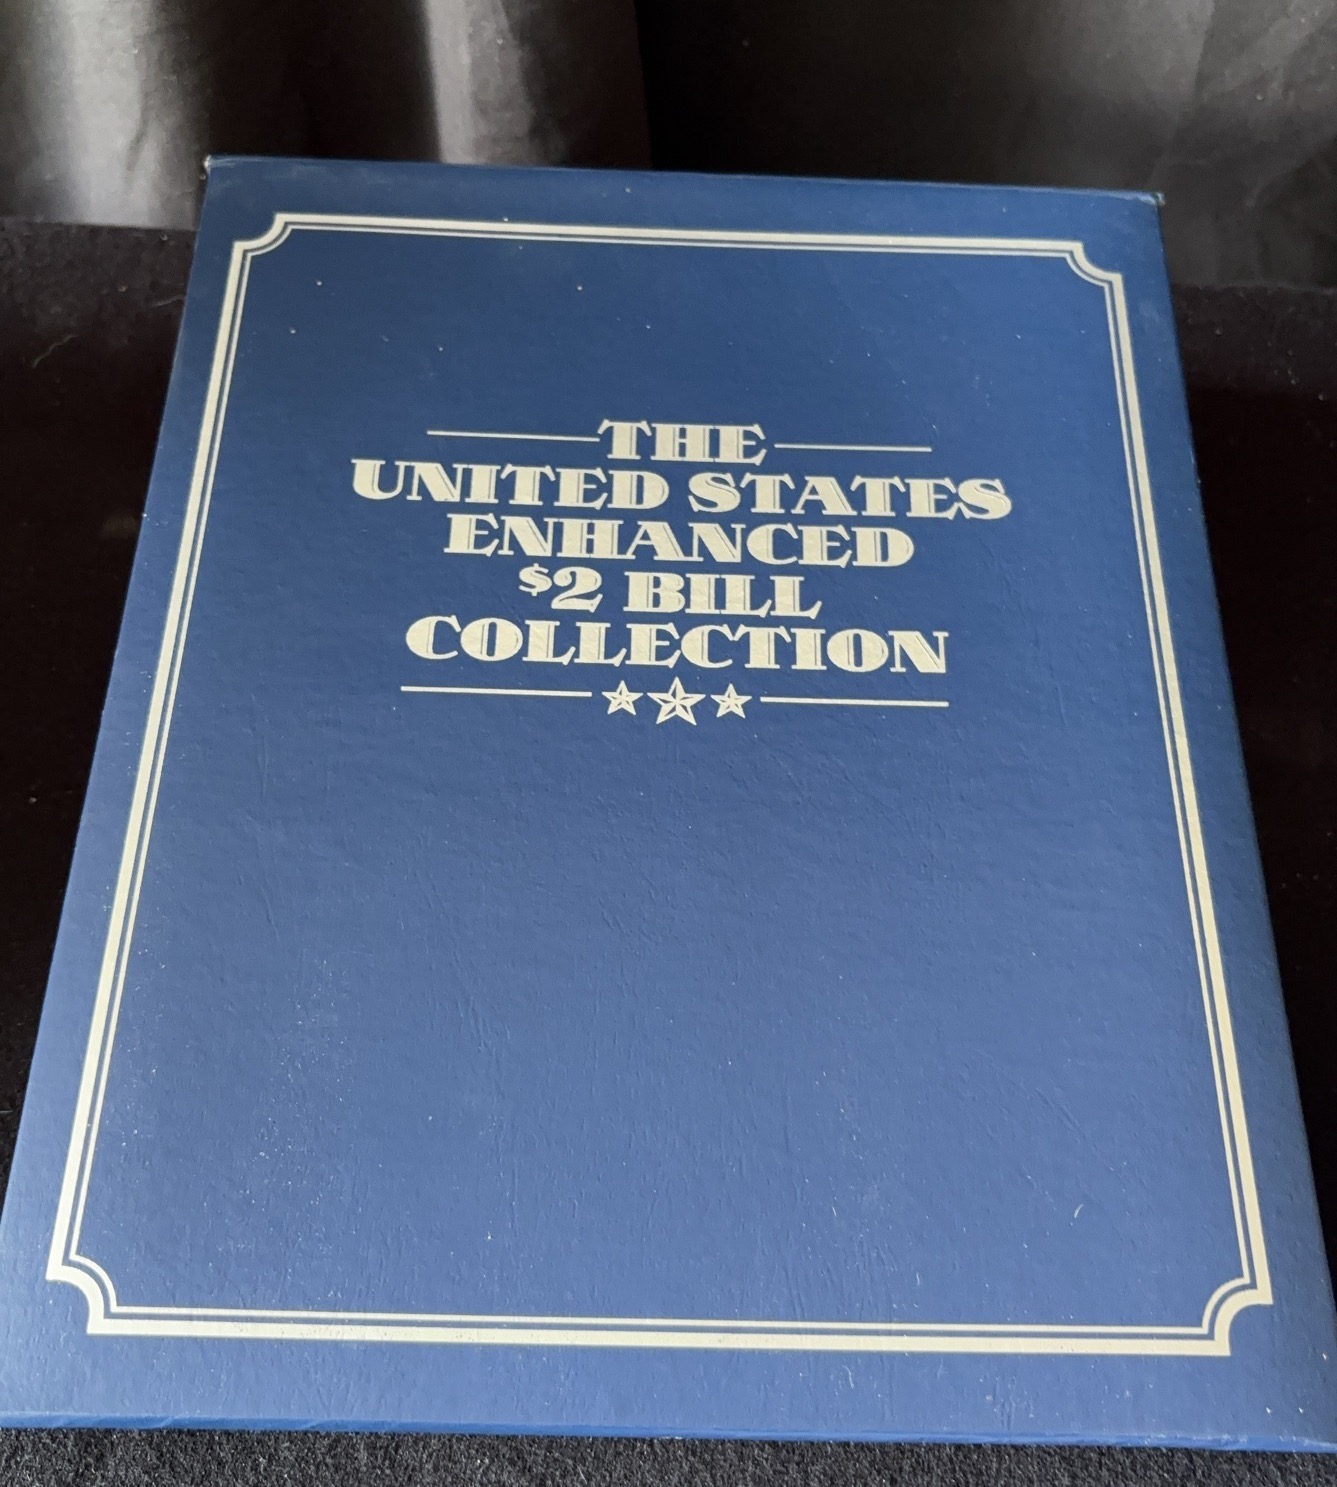 THE
UNITED STATES
ENHANCED
$2 BILL
COLLECTION